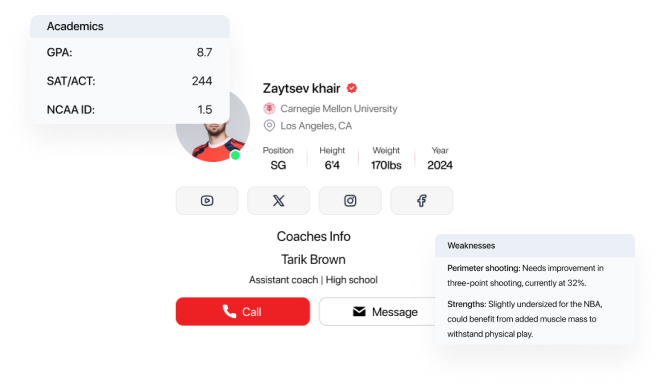 Academics
GPA: 8.7
SAT/ACT: 244
NCAA ID: 1.5
Zaytsev khair
Carnegie Mellon University
Los Angeles, CA
Position Height Weight Year
SG 6'4 170lbs 2024
Coaches Info
Tarik Brown
Assistant coach | High school
Call Message
Weaknesses
Perimeter shooting: Needs improvement in
three-point shooting, currently at 32%.
Strengths: Slightly undersized for the NBA,
could benefit from added muscle mass to
withstand physical play.